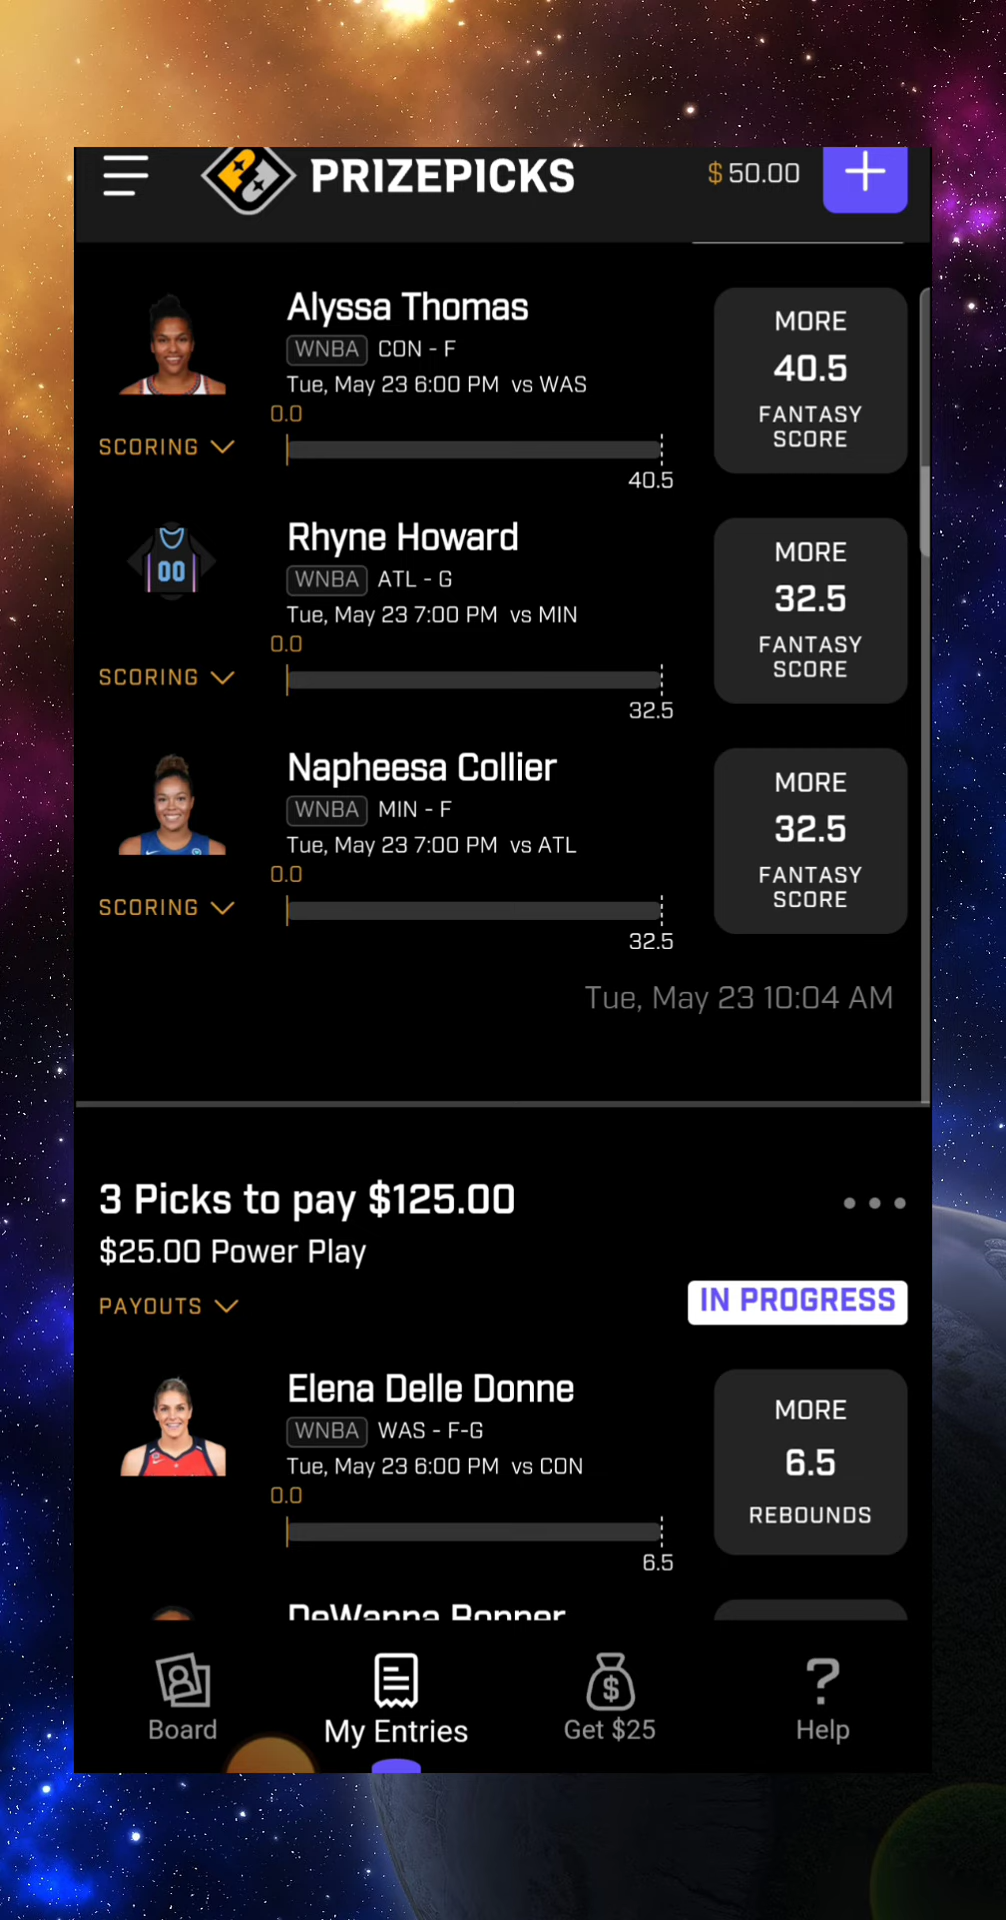 PRIZEPICKS
$ 50.00
Alyssa Thomas
WNBA CON - F
Tue, May 23 6:00 PM vs WAS
0.0
SCORING
40.5
MORE
40.5
FANTASY
SCORE
Rhyne Howard
WNBA ATL - G
Tue, May 23 7:00 PM vs MIN
0.0
00
SCORING
32.5
MORE
32.5
FANTASY
SCORE
Napheesa Collier
WNBA MIN - F
Tue, May 23 7:00 PM vs ATL
0.0
SCORING
32.5
MORE
32.5
FANTASY
SCORE
Tue, May 23 10:04 AM
3 Picks to pay $125.00
$25.00 Power Play
PAYOUTS
IN PROGRESS
Elena Delle Donne
WNBA WAS - F-G
Tue, May 23 6:00 PM vs CON
0.0
6.5
MORE
6.5
REBOUNDS
DeWanna Bonner
Board
My Entries
Get $25
Help